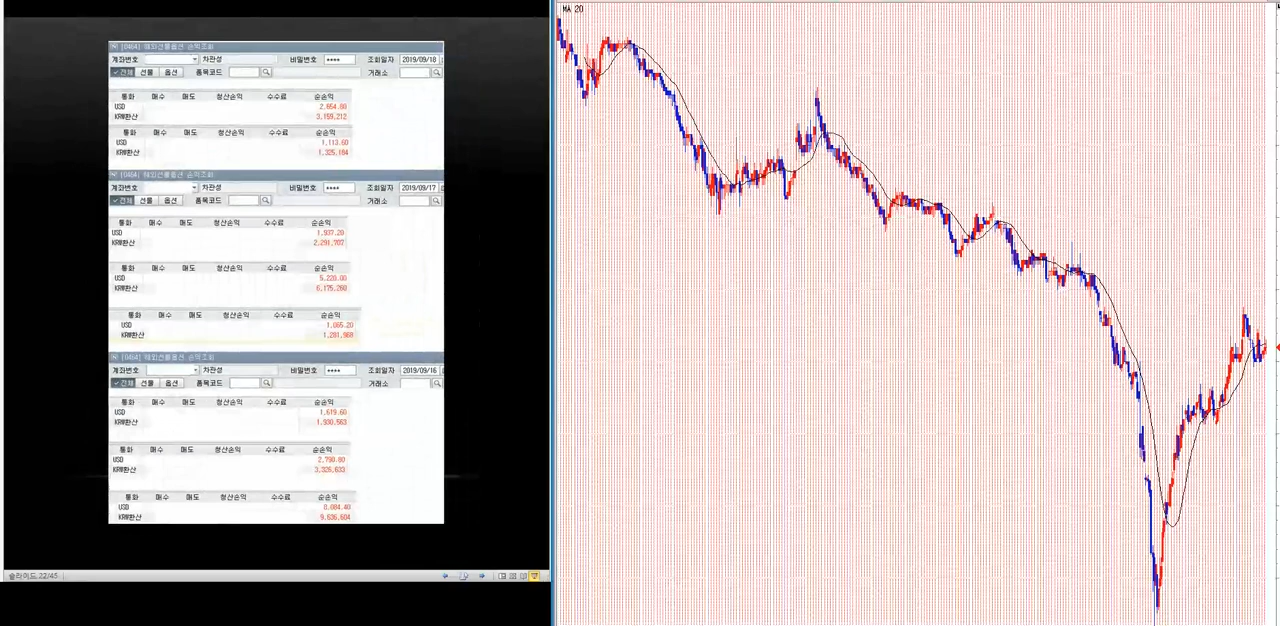 [0464] 해외선물옵션 손익조회
계좌번호 차란성 비밀번호 **** 조회일자 2019/09/18
✓전체 선물 옵션 품목코드 거래소
통화 매수 매도 청산손익 수수료 순손익
USD 2,654.80
KRW환산 3,159,212
통화 매수 매도 청산손익 수수료 순손익
USD 1,113.60
KRW환산 1,325,184
[0464] 해외선물옵션 손익조회
계좌번호 차란성 비밀번호 **** 조회일자 2019/09/17
✓전체 선물 옵션 품목코드 거래소
통화 매수 매도 청산손익 수수료 순손익
USD 1,937.20
KRW환산 2,291,707
통화 매수 매도 청산손익 수수료 순손익
USD 5,220.00
KRW환산 6,175,260
통화 매수 매도 청산손익 수수료 순손익
USD 1,065.20
KRW환산 1,281,968
[0464] 해외선물옵션 손익조회
계좌번호 차란성 비밀번호 **** 조회일자 2019/09/16
✓전체 선물 옵션 품목코드 거래소
통화 매수 매도 청산손익 수수료 순손익
USD 1,619.60
KRW환산 1,930,563
통화 매수 매도 청산손익 수수료 순손익
USD 2,790.80
KRW환산 3,326,633
통화 매수 매도 청산손익 수수료 순손익
USD 8,084.40
KRW환산 9,636,604
슬라이드 22/45
MA 20